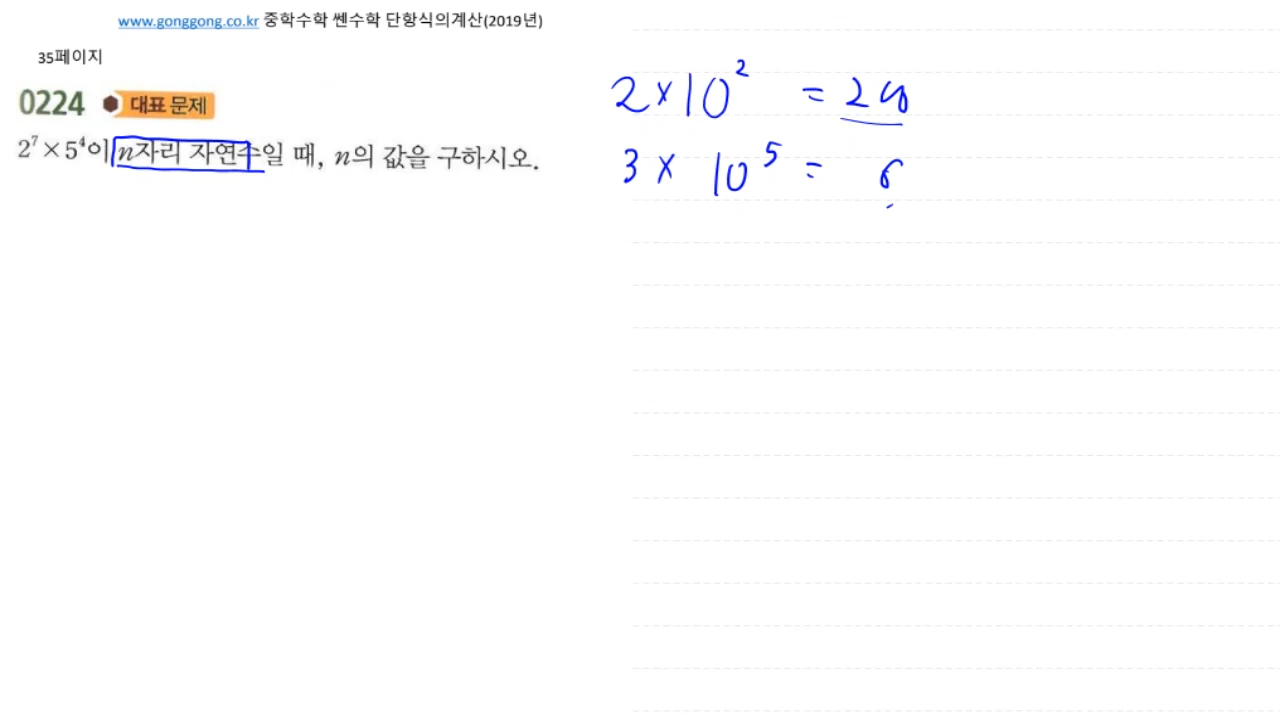 www.gonggong.co.kr 중학수학 쎈수학 단항식의계산(2019년)
35페이지
0224 대표 문제
2⁷×5⁴이 n자리 자연수일 때, n의 값을 구하시오.
2×10² = 200
3 × 10⁵ = 6